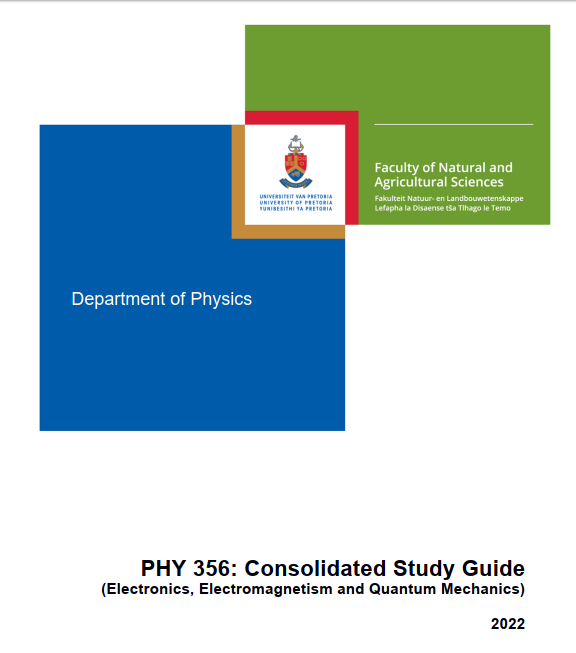 Faculty of Natural and
Agricultural Sciences
Fakulteit Natuur- en Landbouwetenskappe
Lefapha la Disaense tša Tlhago le Temo
UNIVERSITEIT VAN PRETORIA
UNIVERSITY OF PRETORIA
YUNIBESITHI YA PRETORIA
Department of Physics
PHY 356: Consolidated Study Guide
(Electronics, Electromagnetism and Quantum Mechanics)
2022